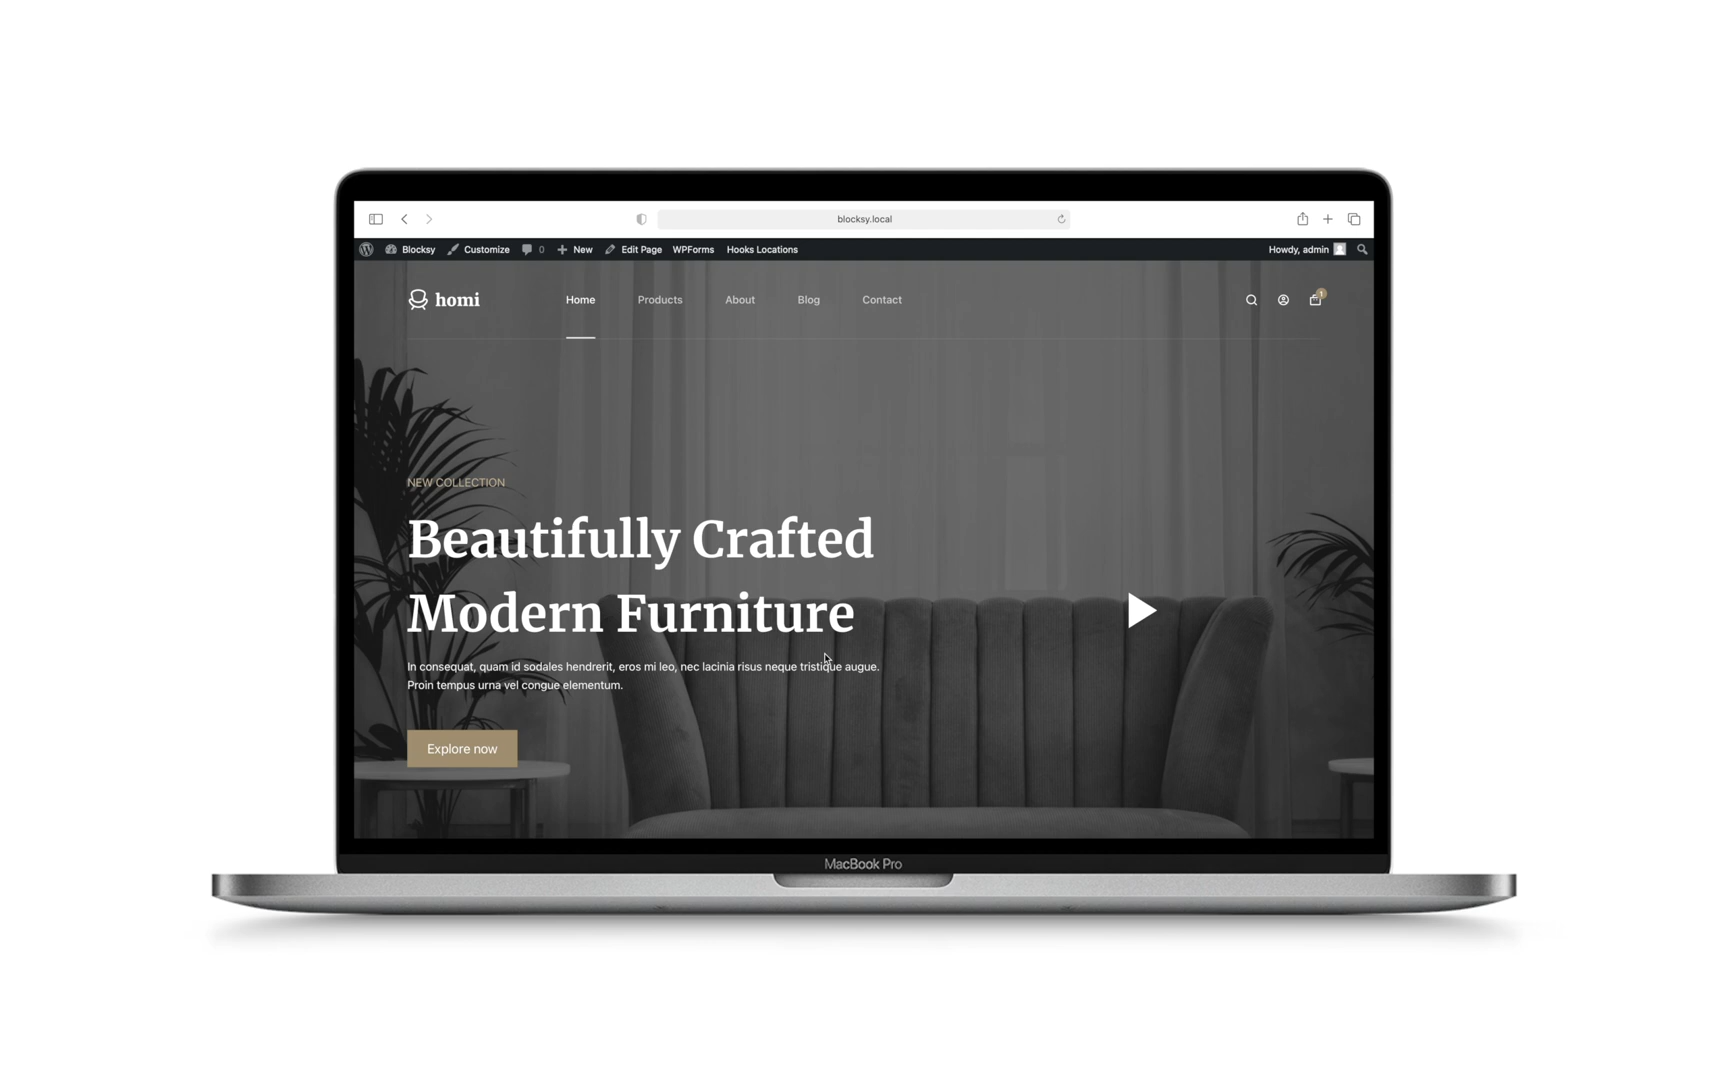 blocksy.local
Blocksy Customize 0 New Edit Page WPForms Hooks Locations Howdy, admin
homi Home Products About Blog Contact 1
NEW COLLECTION
Beautifully Crafted
Modern Furniture
In consequat, quam id sodales hendrerit, eros mi leo, nec lacinia risus neque tristique augue.
Proin tempus urna vel congue elementum.
Explore now
MacBook Pro